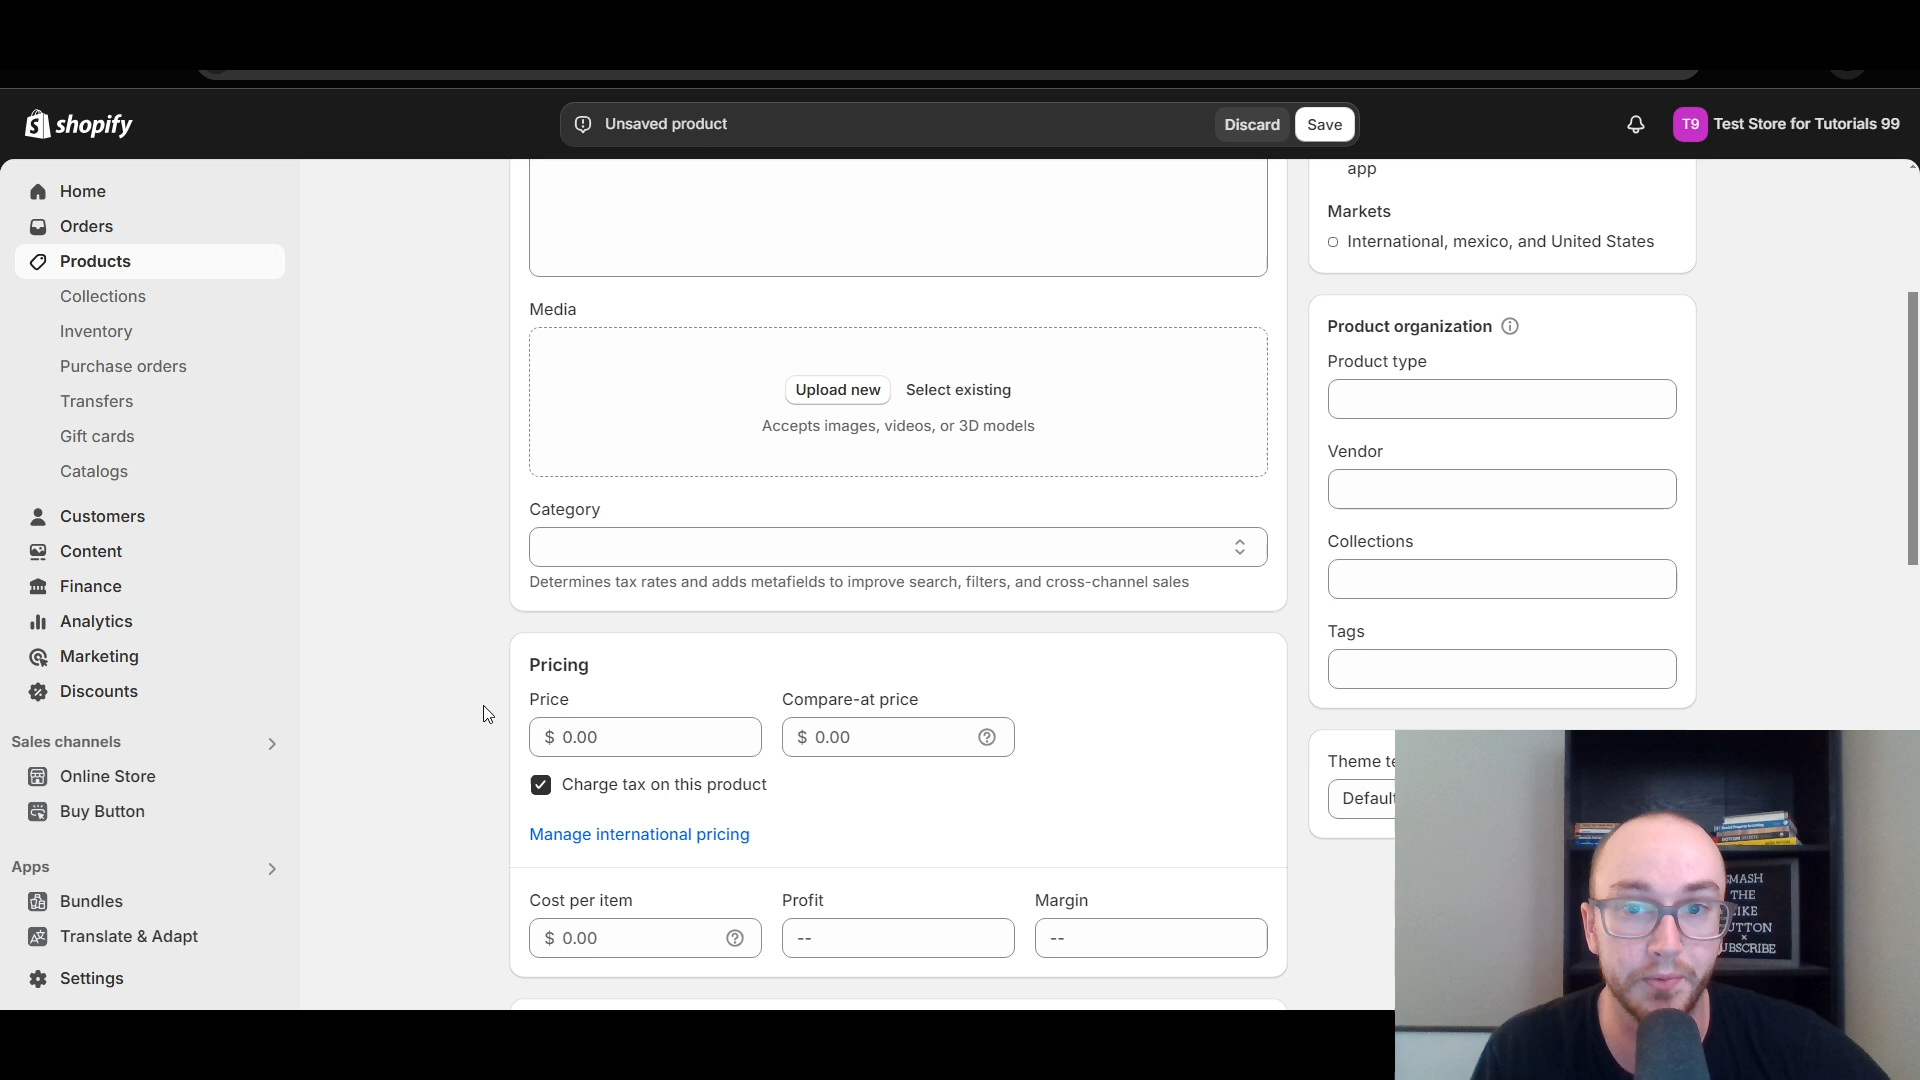 shopify
Unsaved product
Discard
Save
T9
Test Store for Tutorials 99
Home
Orders
Products
Collections
Inventory
Purchase orders
Transfers
Gift cards
Catalogs
Customers
Content
Finance
Analytics
Marketing
Discounts
Sales channels
Online Store
Buy Button
Apps
Bundles
Translate & Adapt
Settings
Media
Upload new
Select existing
Accepts images, videos, or 3D models
Category
Determines tax rates and adds metafields to improve search, filters, and cross-channel sales
Pricing
Price
Compare-at price
$ 0.00
$ 0.00
Charge tax on this product
Manage international pricing
Cost per item
Profit
Margin
$ 0.00
--
--
app
Markets
International, mexico, and United States
Product organization
Product type
Vendor
Collections
Tags
Theme te
Default
SMASH
THE
LIKE
BUTTON
×
SUBSCRIBE